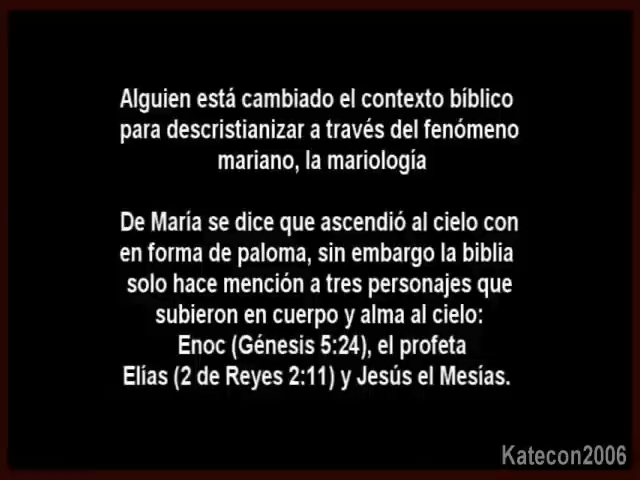 Alguien está cambiado el contexto bíblico
para descristianizar a través del fenómeno
mariano, la mariología
De María se dice que ascendió al cielo con
en forma de paloma, sin embargo la biblia
solo hace mención a tres personajes que
subieron en cuerpo y alma al cielo:
Enoc (Génesis 5:24), el profeta
Elías (2 de Reyes 2:11) y Jesús el Mesías.
Katecon2006